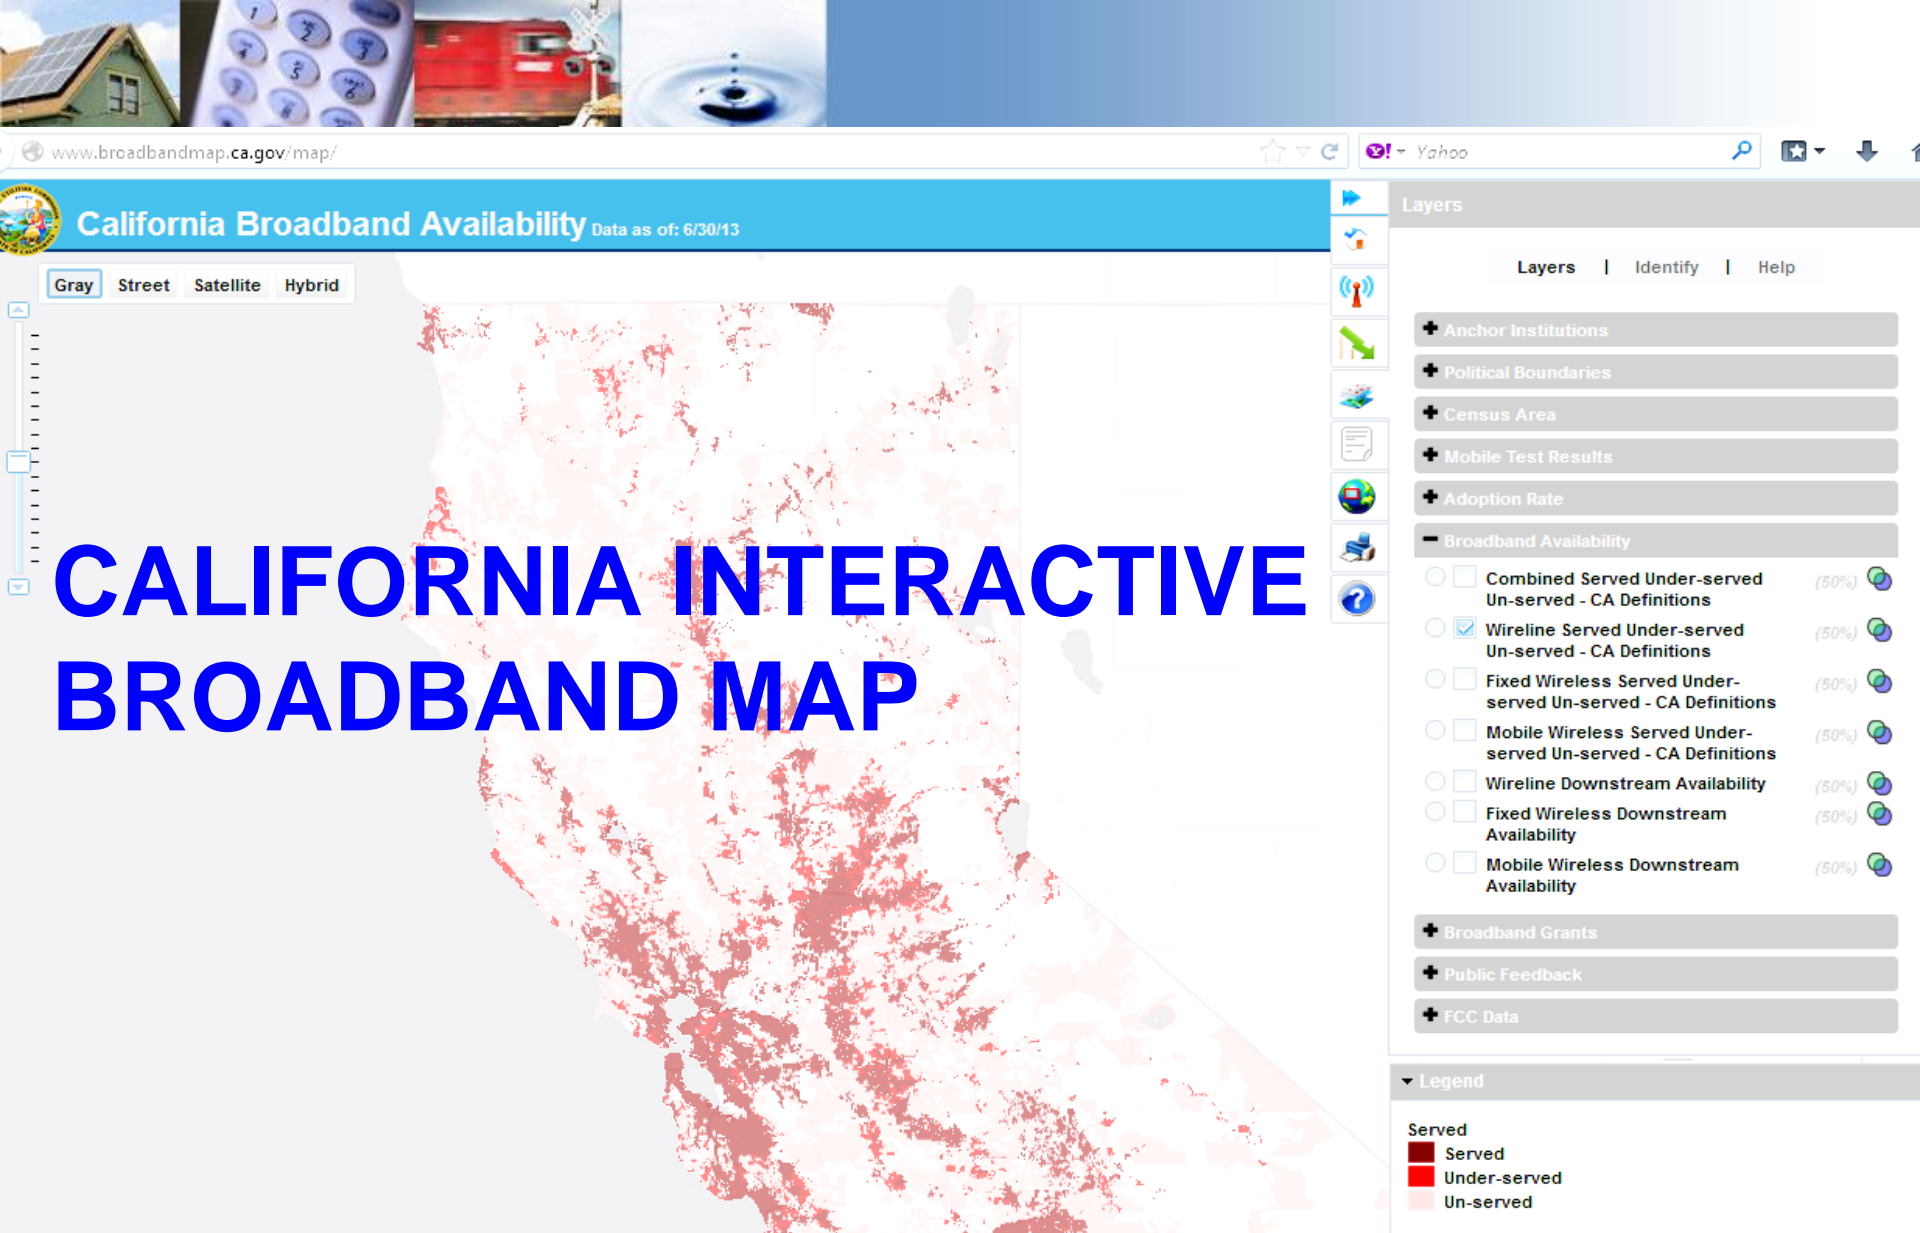 www.broadbandmap.ca.gov/map/
Yahoo
California Broadband Availability Data as of: 6/30/13
Gray Street Satellite Hybrid
CALIFORNIA INTERACTIVE
BROADBAND MAP
Layers
Layers | Identify | Help
Anchor Institutions
Political Boundaries
Census Area
Mobile Test Results
Adoption Rate
Broadband Availability
Combined Served Under-served (50%)
Un-served - CA Definitions
Wireline Served Under-served (50%)
Un-served - CA Definitions
Fixed Wireless Served Under- (50%)
served Un-served - CA Definitions
Mobile Wireless Served Under- (50%)
served Un-served - CA Definitions
Wireline Downstream Availability (50%)
Fixed Wireless Downstream (50%)
Availability
Mobile Wireless Downstream (50%)
Availability
Broadband Grants
Public Feedback
FCC Data
Legend
Served
Served
Under-served
Un-served